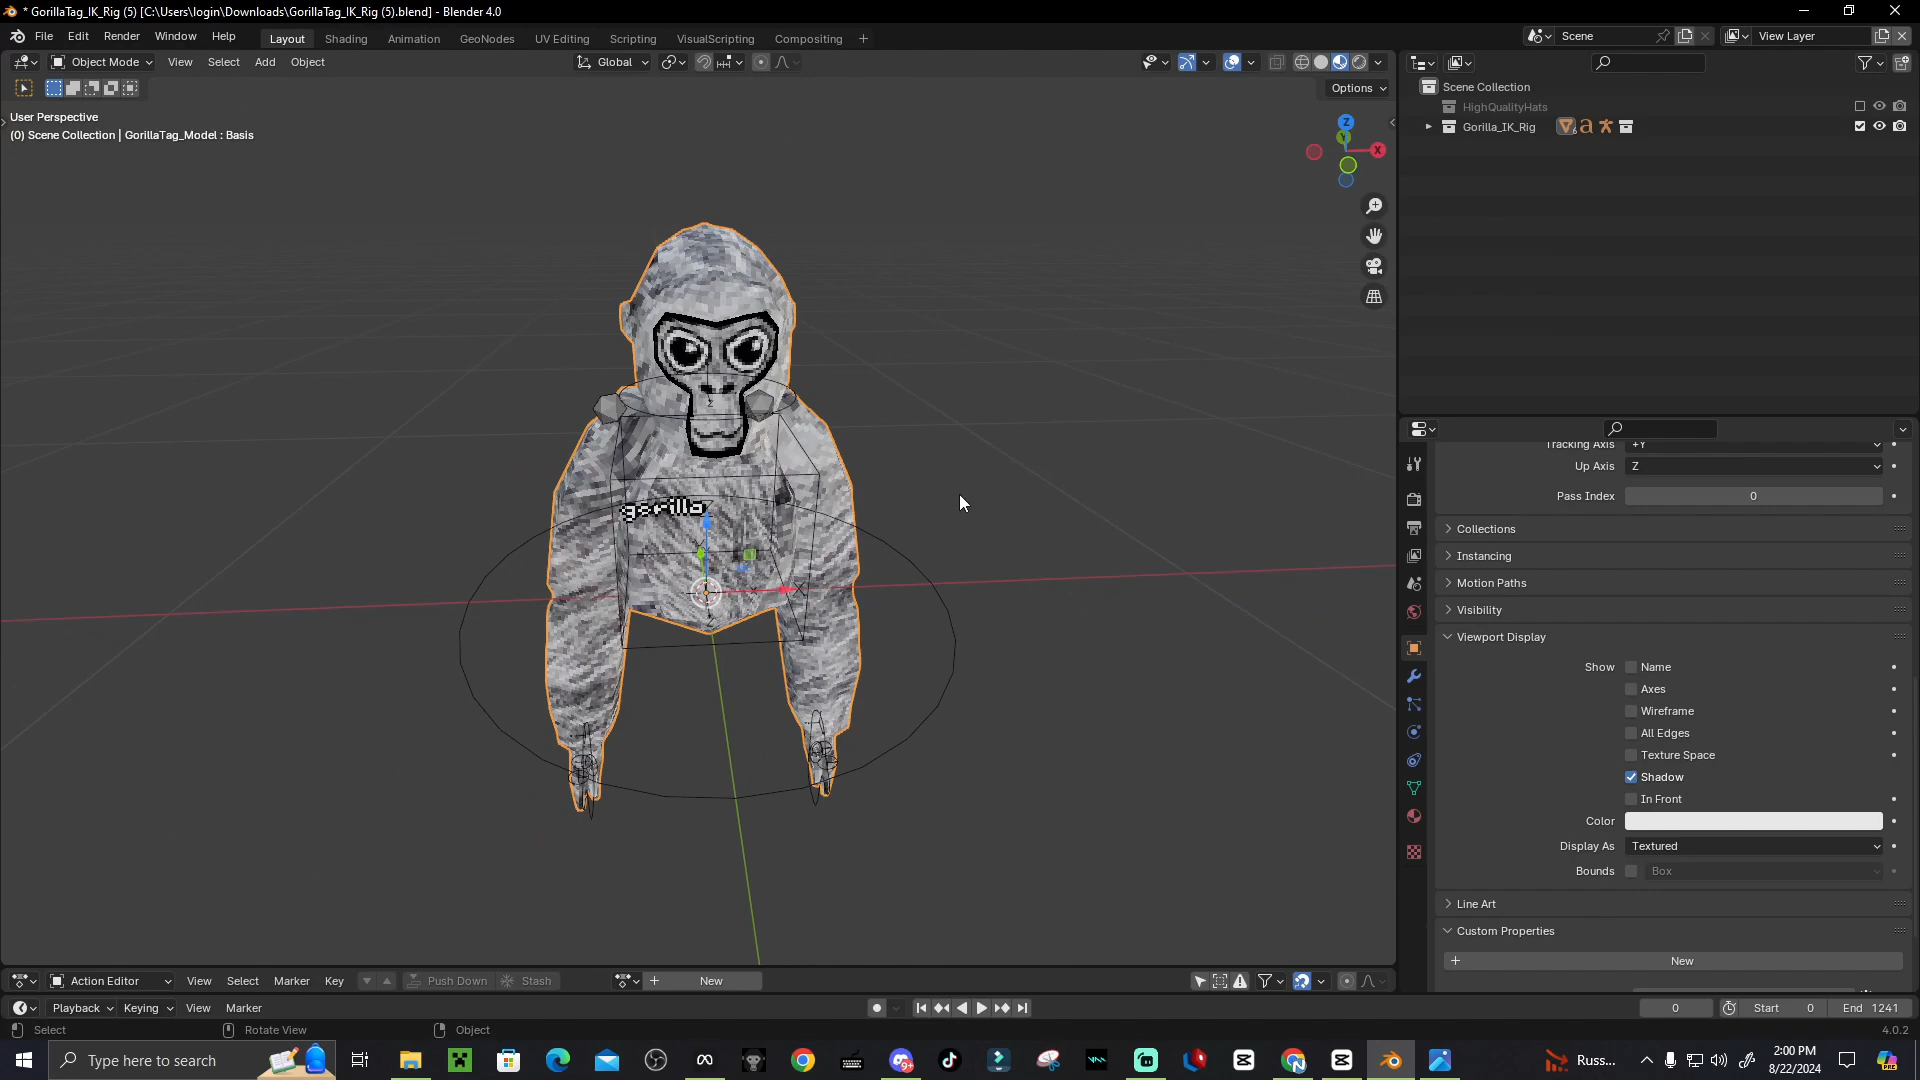 * GorillaTag_IK_Rig (5) [C:\Users\login\Downloads\GorillaTag_IK_Rig (5).blend] - Blender 4.0
File Edit Render Window Help Layout Shading Animation GeoNodes UV Editing Scripting VisualScripting Compositing + Scene View Layer
Object Mode View Select Add Object Global
Options
User Perspective
(0) Scene Collection | GorillaTag_Model : Basis
Z
Y
X
gorilla
Scene Collection
HighQualityHats
Gorilla_IK_Rig
Tracking Axis +Y
Up Axis Z
Pass Index 0
Collections
Instancing
Motion Paths
Visibility
Viewport Display
Show Name
Axes
Wireframe
All Edges
Texture Space
Shadow
In Front
Color
Display As Textured
Bounds Box
Line Art
Custom Properties
+ New
Action Editor View Select Marker Key Push Down Stash + New
Playback Keying View Marker 0 Start 0 End 1241
Select Rotate View Object 4.0.2
Type here to search
Russ...
2:00 PM
8/22/2024